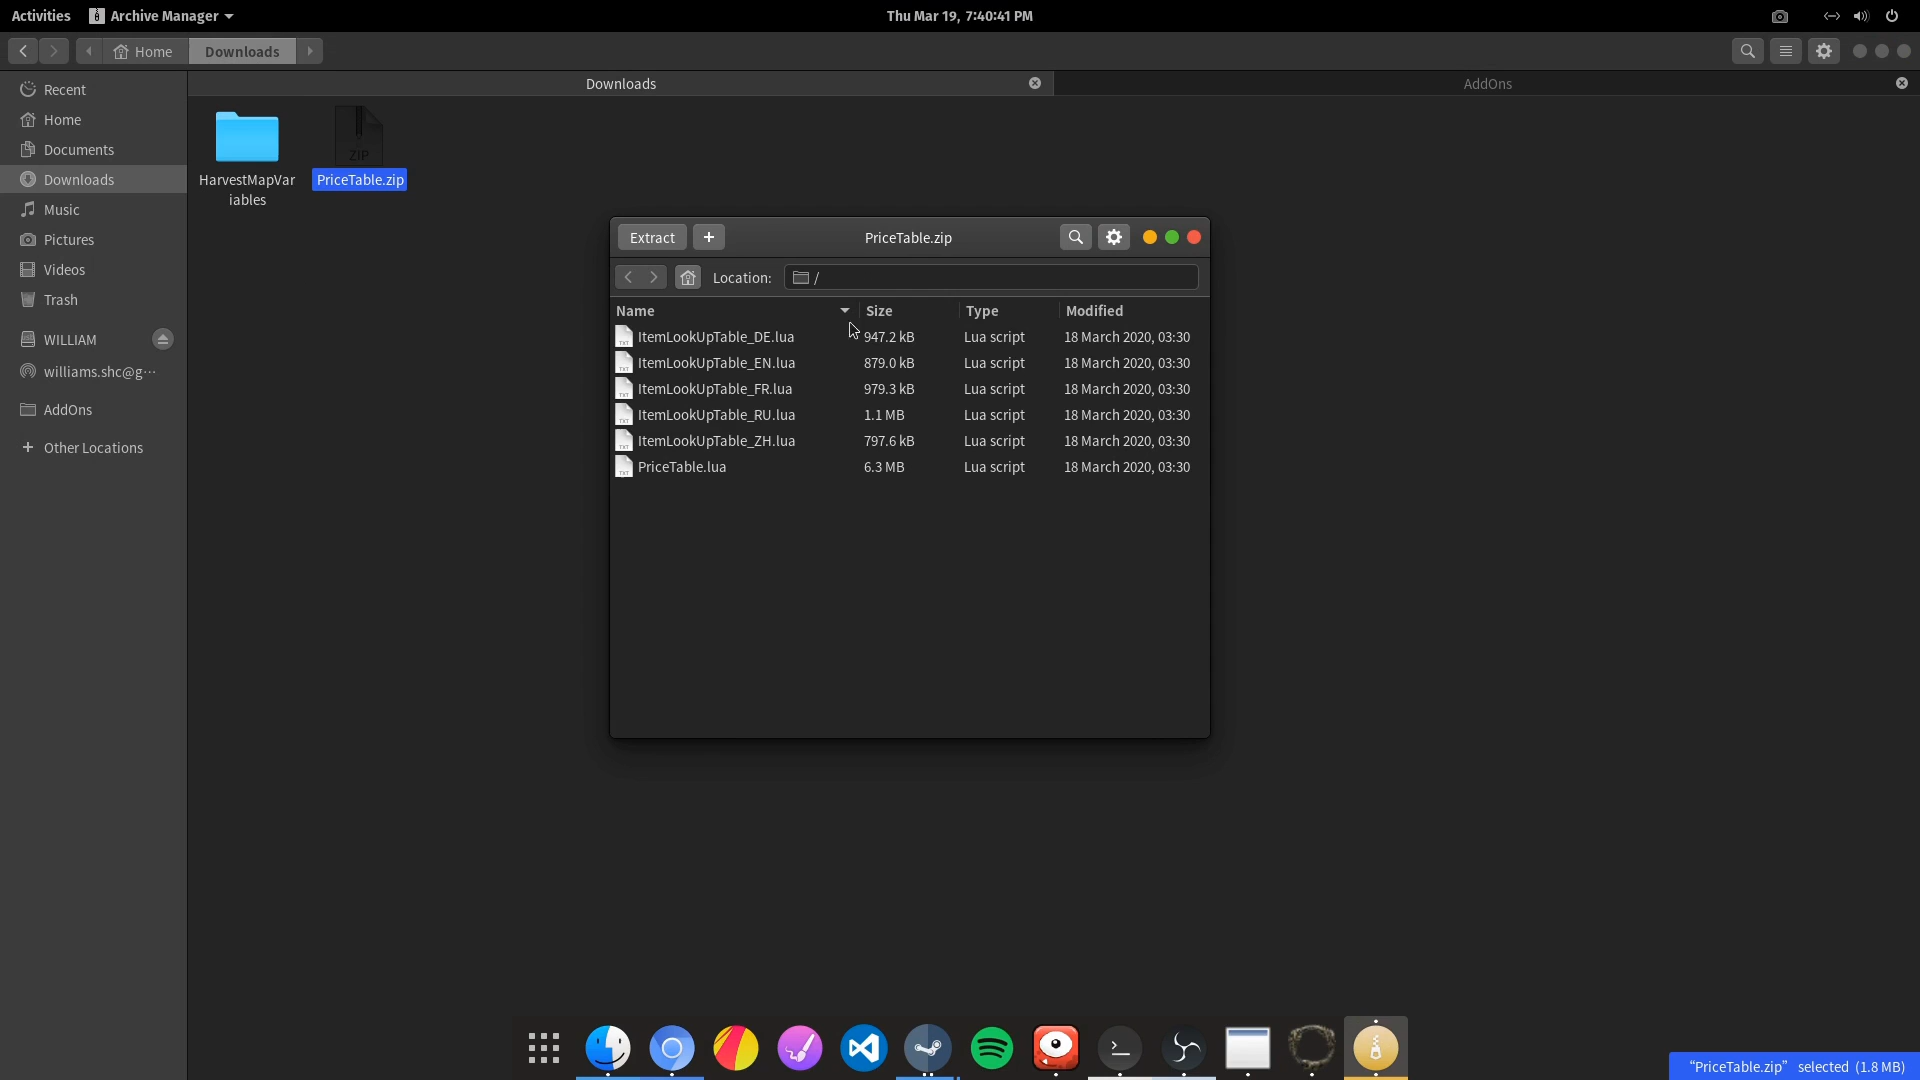 Activities Archive Manager Thu Mar 19, 7:40:41 PM
Home Downloads
Downloads AddOns
Recent
Home
Documents
Downloads
Music
Pictures
Videos
Trash
WILLIAM
williams.shc@g…
AddOns
+ Other Locations
HarvestMapVar
iables
ZIP
PriceTable.zip
Extract + PriceTable.zip
Location: /
Name Size Type Modified
ItemLookUpTable_DE.lua 947.2 kB Lua script 18 March 2020, 03:30
ItemLookUpTable_EN.lua 879.0 kB Lua script 18 March 2020, 03:30
ItemLookUpTable_FR.lua 979.3 kB Lua script 18 March 2020, 03:30
ItemLookUpTable_RU.lua 1.1 MB Lua script 18 March 2020, 03:30
ItemLookUpTable_ZH.lua 797.6 kB Lua script 18 March 2020, 03:30
PriceTable.lua 6.3 MB Lua script 18 March 2020, 03:30
“PriceTable.zip” selected (1.8 MB)